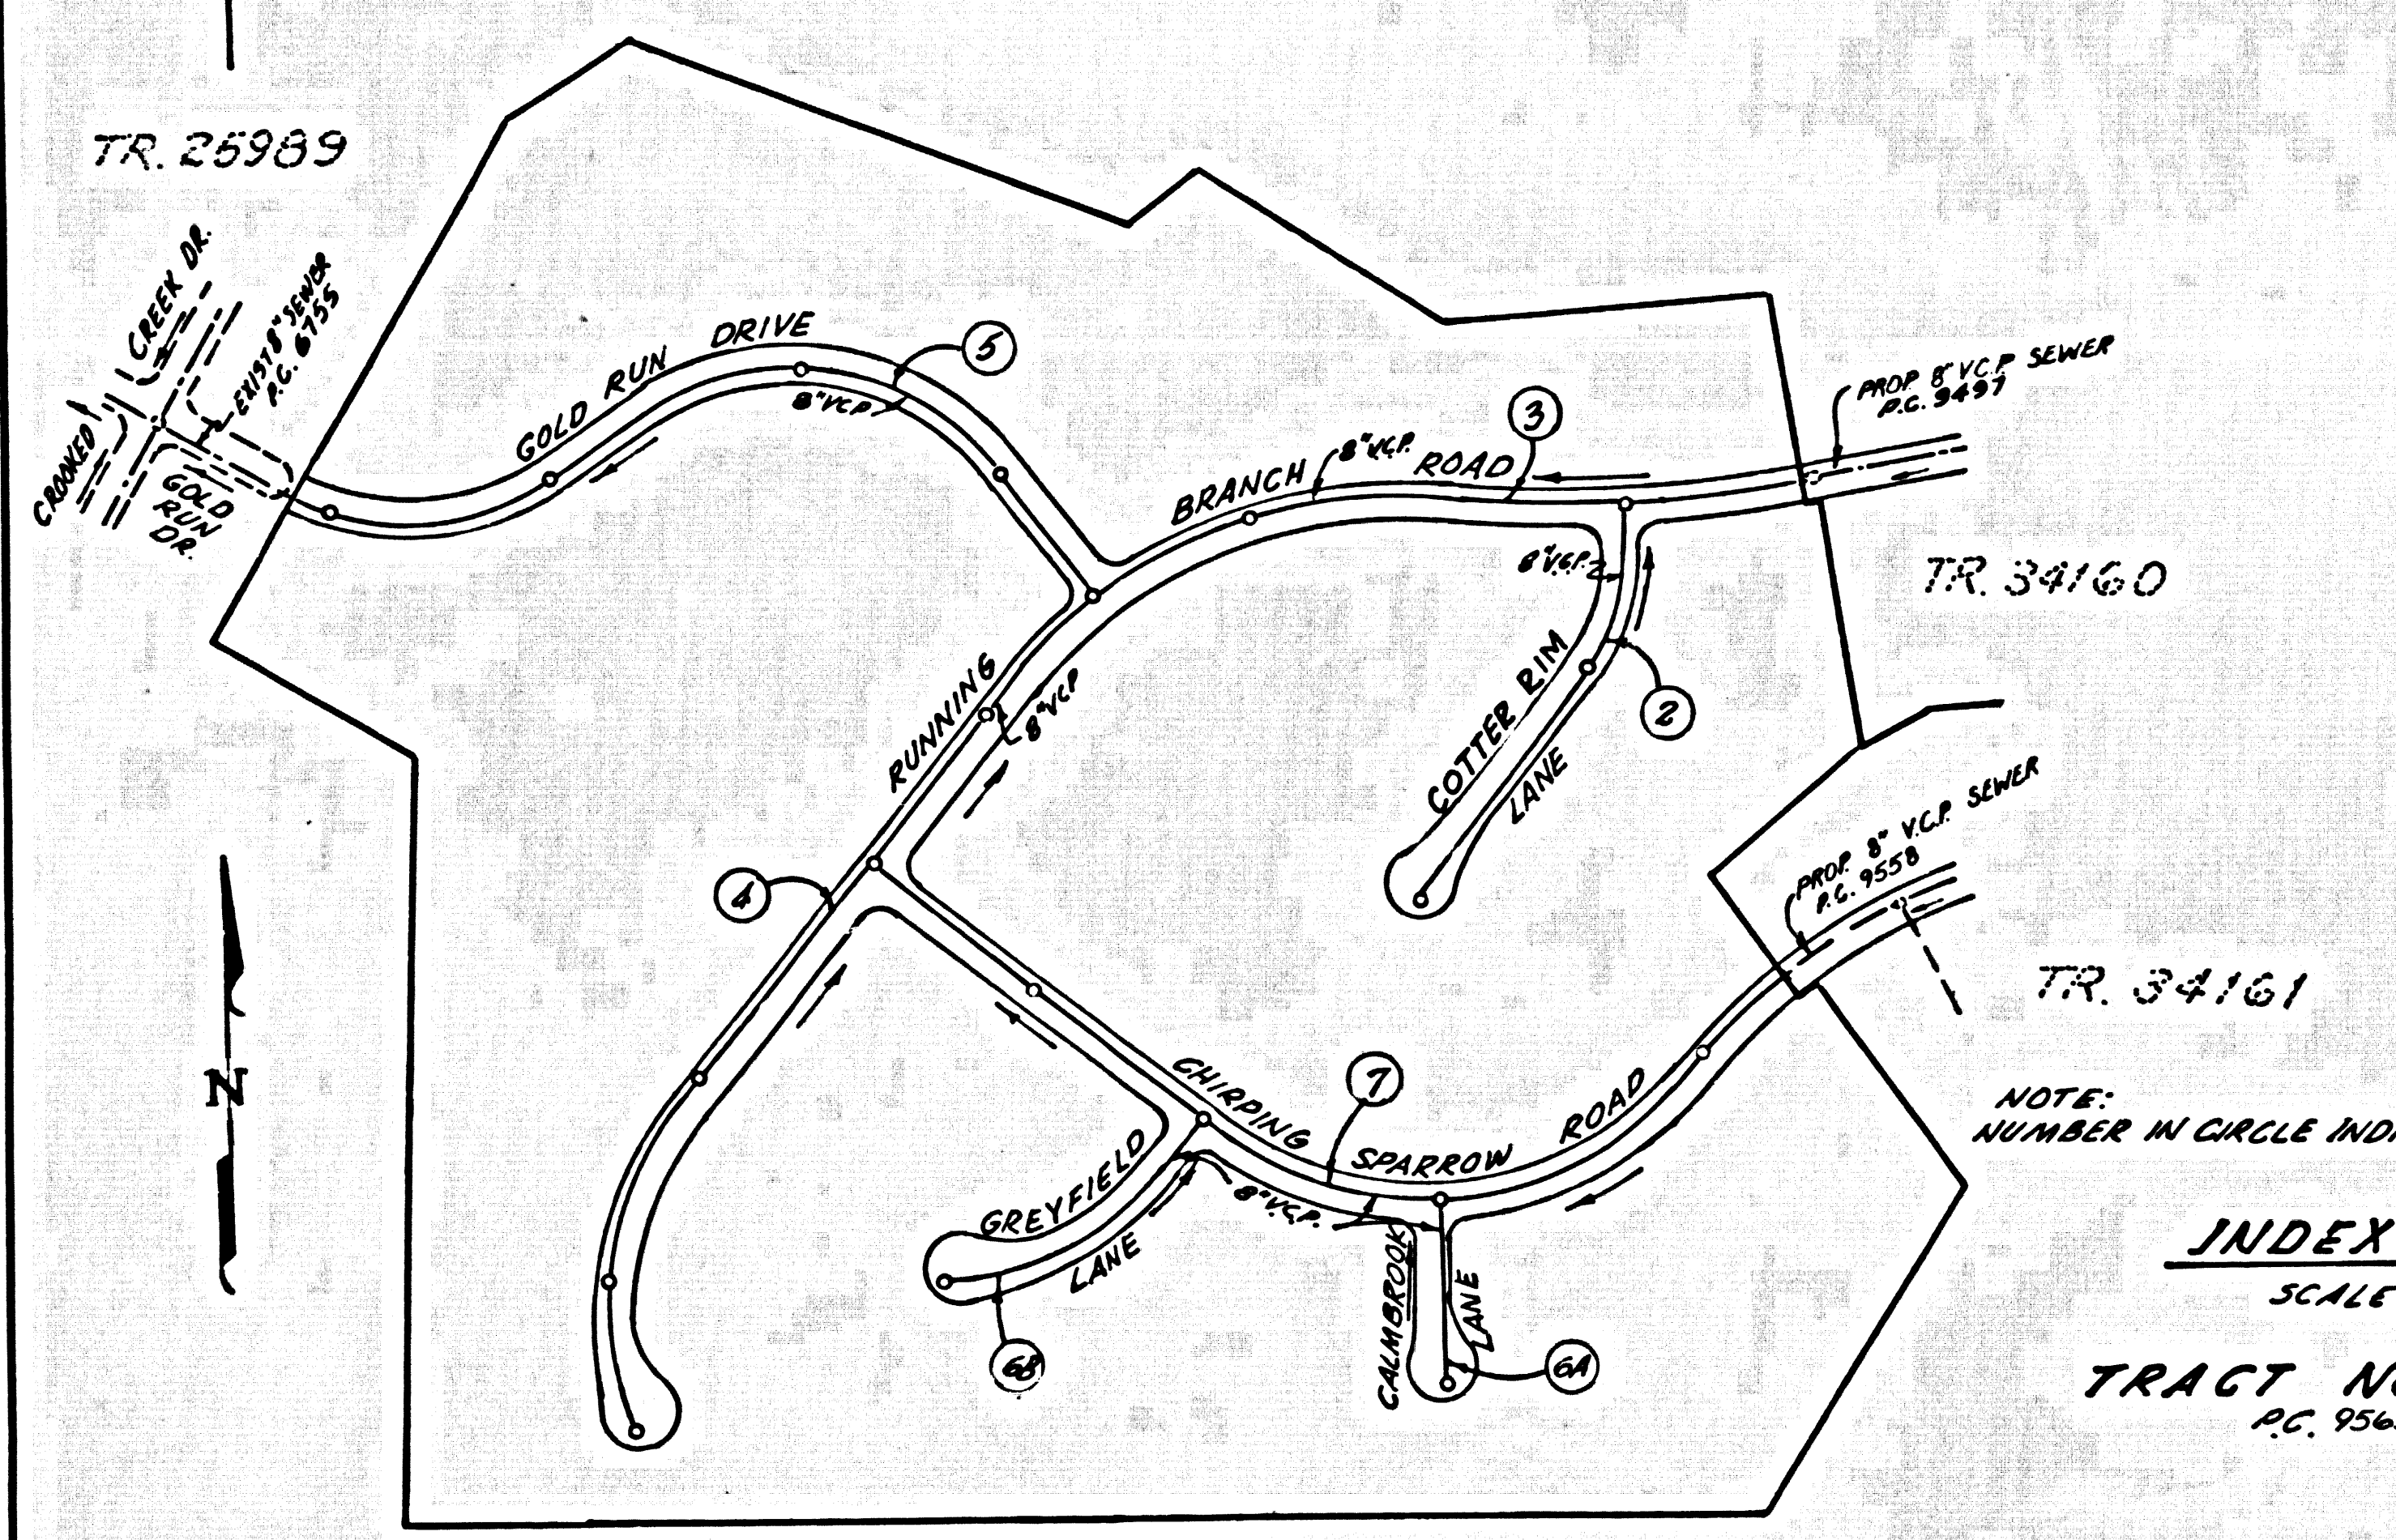 TR. 25989
CROOKED CREEK DR.
EXIST 8" SEWER
P.C. 6755
GOLD
RUN
DR.
GOLD RUN DRIVE
8" V.C.P.
5
BRANCH ROAD
8" V.C.P.
3
PROP. 8" V.C.P. SEWER
P.C. 9497
8" V.C.P.
TR. 34160
RUNNING
8" V.C.P.
COTTER RIM
LANE
2
4
PROP. 8" V.C.P. SEWER
P.C. 9558
TR. 34161
N
CHIRPING SPARROW ROAD
7
GREYFIELD
LANE
8" V.C.P.
CALMBROOK
LANE
6B
6A
NOTE:
NUMBER IN CIRCLE
INDEX
SCALE
TRACT
P.C. 956